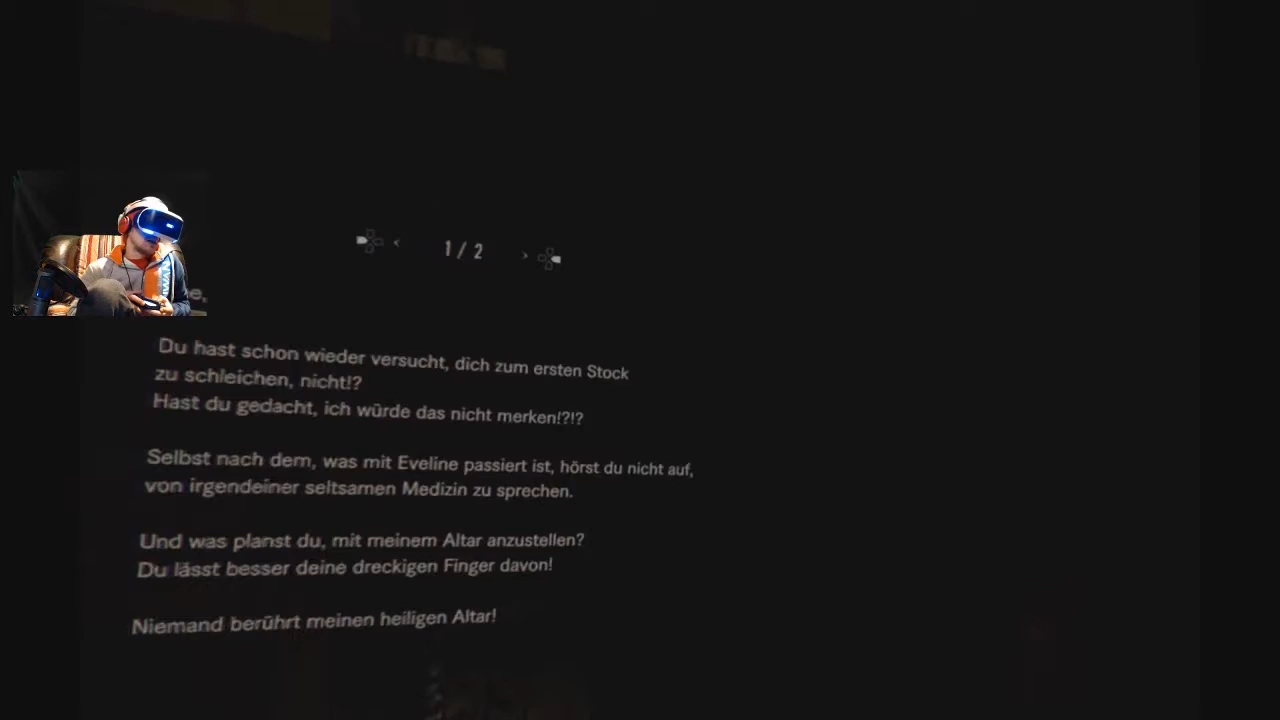 1 / 2
Du hast schon wieder versucht, dich zum ersten Stock
zu schleichen, nicht!?
Hast du gedacht, ich würde das nicht merken!?!?
Selbst nach dem, was mit Eveline passiert ist, hörst du nicht auf,
von irgendeiner seltsamen Medizin zu sprechen.
Und was planst du, mit meinem Altar anzustellen?
Du lässt besser deine dreckigen Finger davon!
Niemand berührt meinen heiligen Altar!